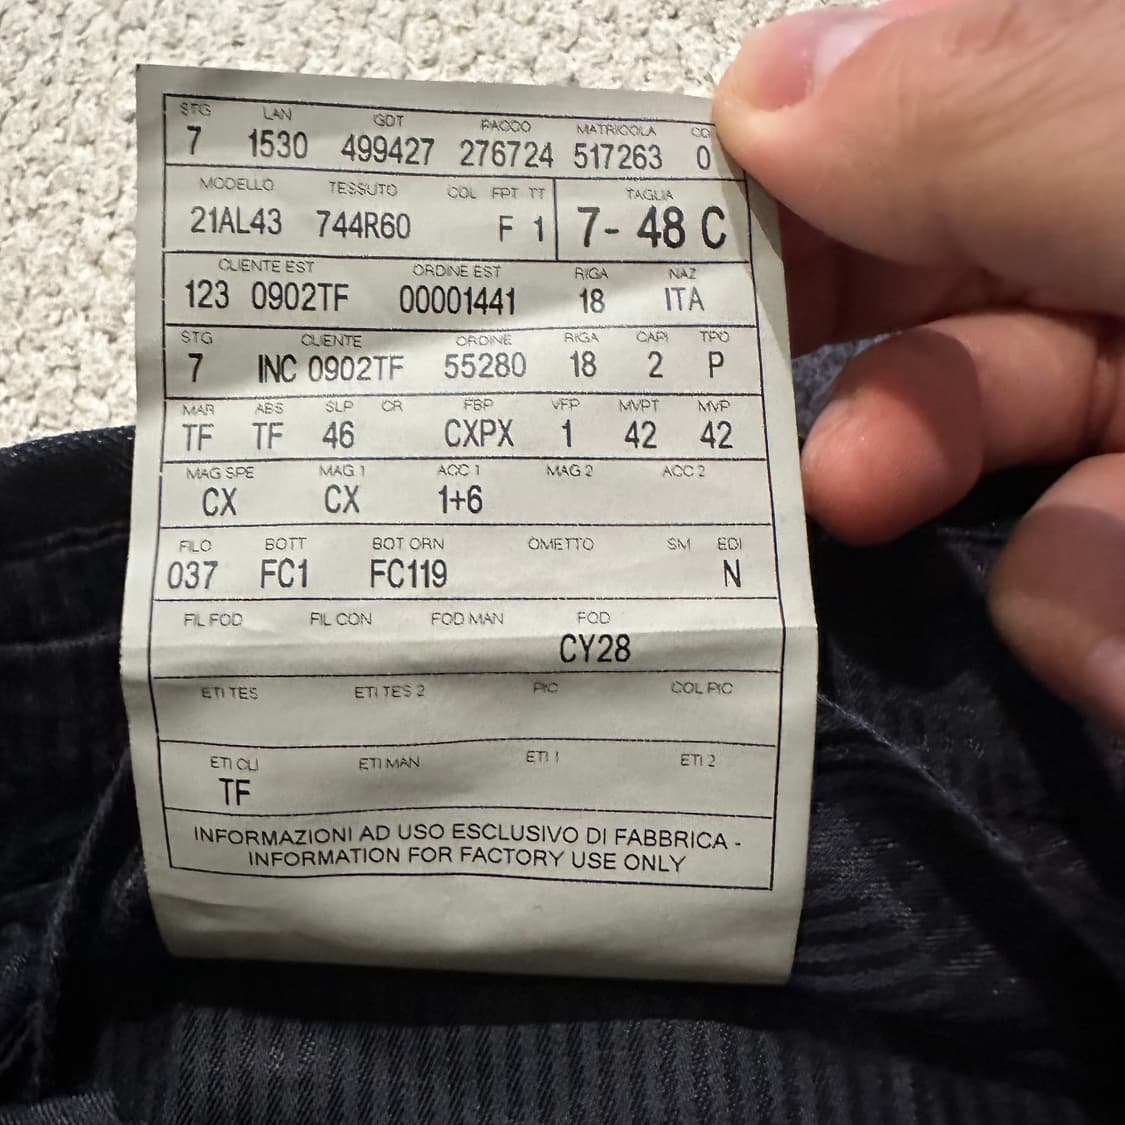 STG LAN GDT PACCO MATRICOLA
7 1530 499427 276724 517263 0
MODELLO TESSUTO COL FPT TT TAGLIA
21AL43 744R60 F 1 7- 48 C
CLIENTE EST ORDINE EST RIGA NAZ
123 0902TF 00001441 18 ITA
STG CLIENTE ORDINE RIGA CAPI TPO
7 INC 0902TF 55280 18 2 P
MAR ABS SLP CR FBP VFP MVPT MVP
TF TF 46 CXPX 1 42 42
MAG SPE MAG 1 ACC 1 MAG 2 ACC 2
CX CX 1+6
FILO BOTT BOT ORN OMETTO SM EDI
037 FC1 FC119 N
FIL FOD FIL CON FOD MAN FOD
CY28
ETI TES ETI TES 2 PIC COL PIC
ETI CLI ETI MAN ETI 1 ETI 2
TF
INFORMAZIONI AD USO ESCLUSIVO DI FABBRICA -
INFORMATION FOR FACTORY USE ONLY